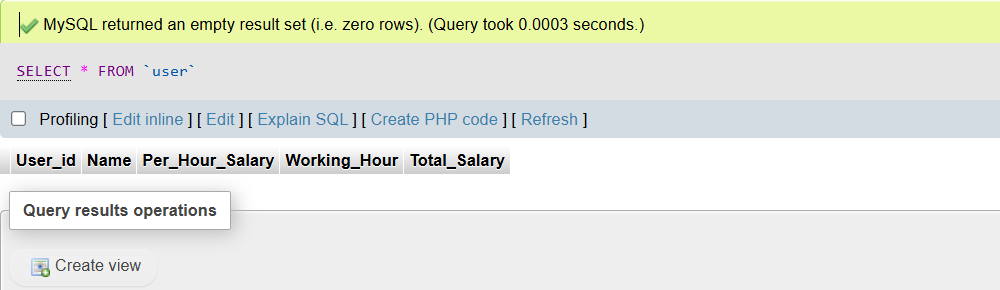 MySQL returned an empty result set (i.e. zero rows). (Query took 0.0003 seconds.)
SELECT * FROM `user`
Profiling [ Edit inline ] [ Edit ] [ Explain SQL ] [ Create PHP code ] [ Refresh ]
User_id Name Per_Hour_Salary Working_Hour Total_Salary
Query results operations
Create view